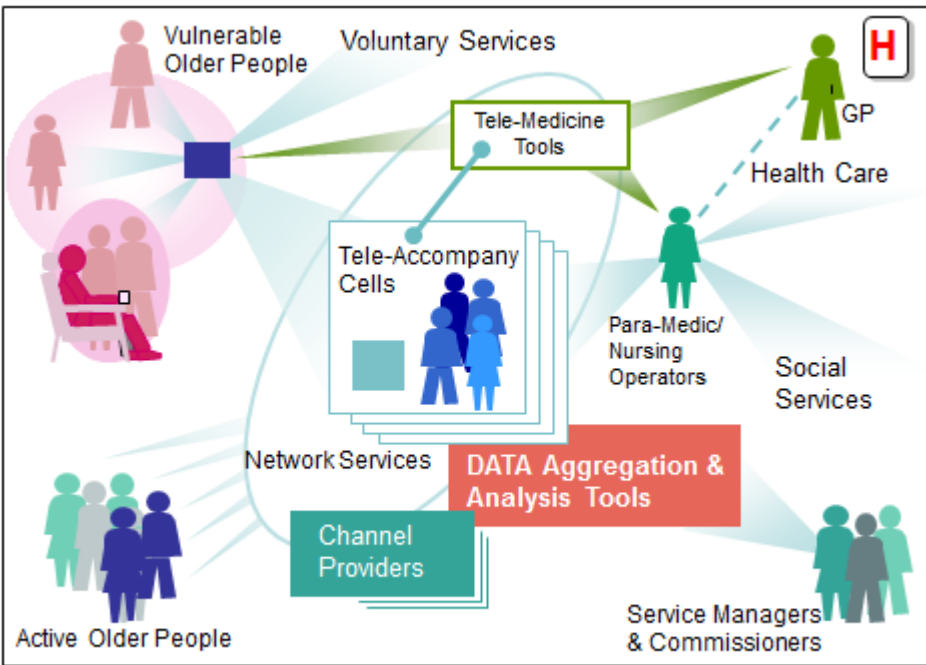 Vulnerable
Older People
Voluntary Services
H
GP
Tele-Medicine
Tools
Health Care
Tele-Accompany
Cells
Para-Medic/
Nursing
Operators
Social
Services
Network Services
DATA Aggregation &
Analysis Tools
Channel
Providers
Active Older People
Service Managers
& Commissioners